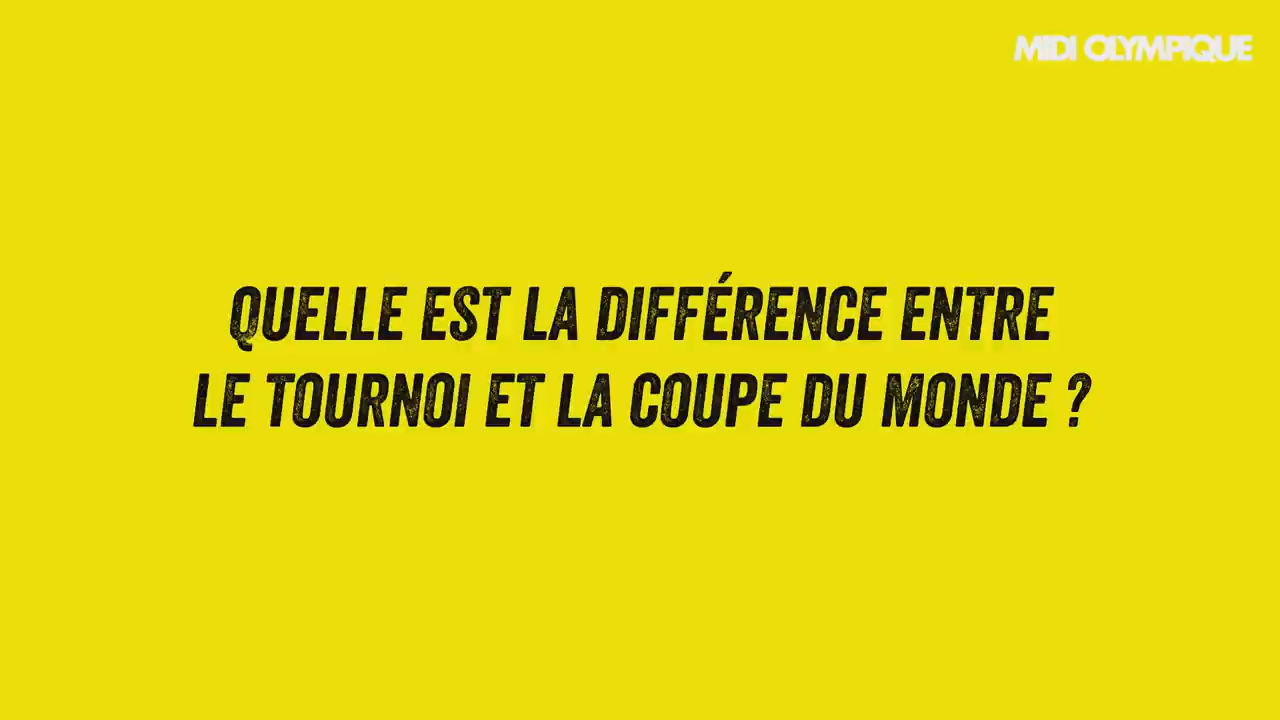 MIDI OLYMPIQUE
QUELLE EST LA DIFFÉRENCE ENTRE
LE TOURNOI ET LA COUPE DU MONDE ?